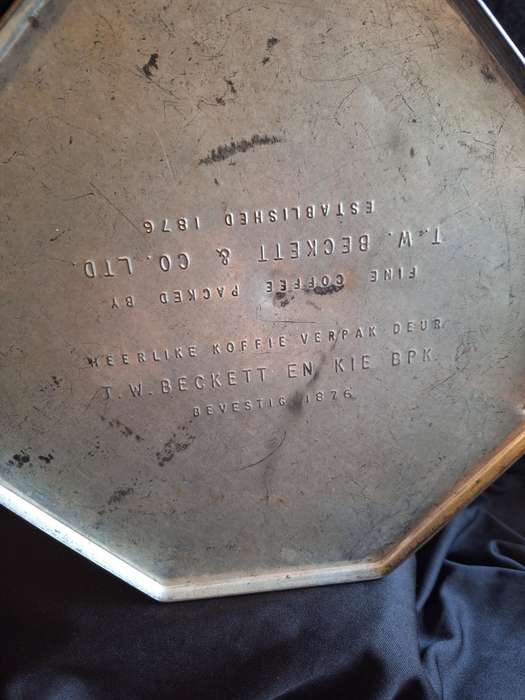 FINE COFFEE PACKED BY
T. W. BECKETT & CO. LTD.
ESTABLISHED 1876
HEERLIKE KOFFIE VERPAK DEUR
T.W. BECKETT EN KIE BPK.
BEVESTIG 1876